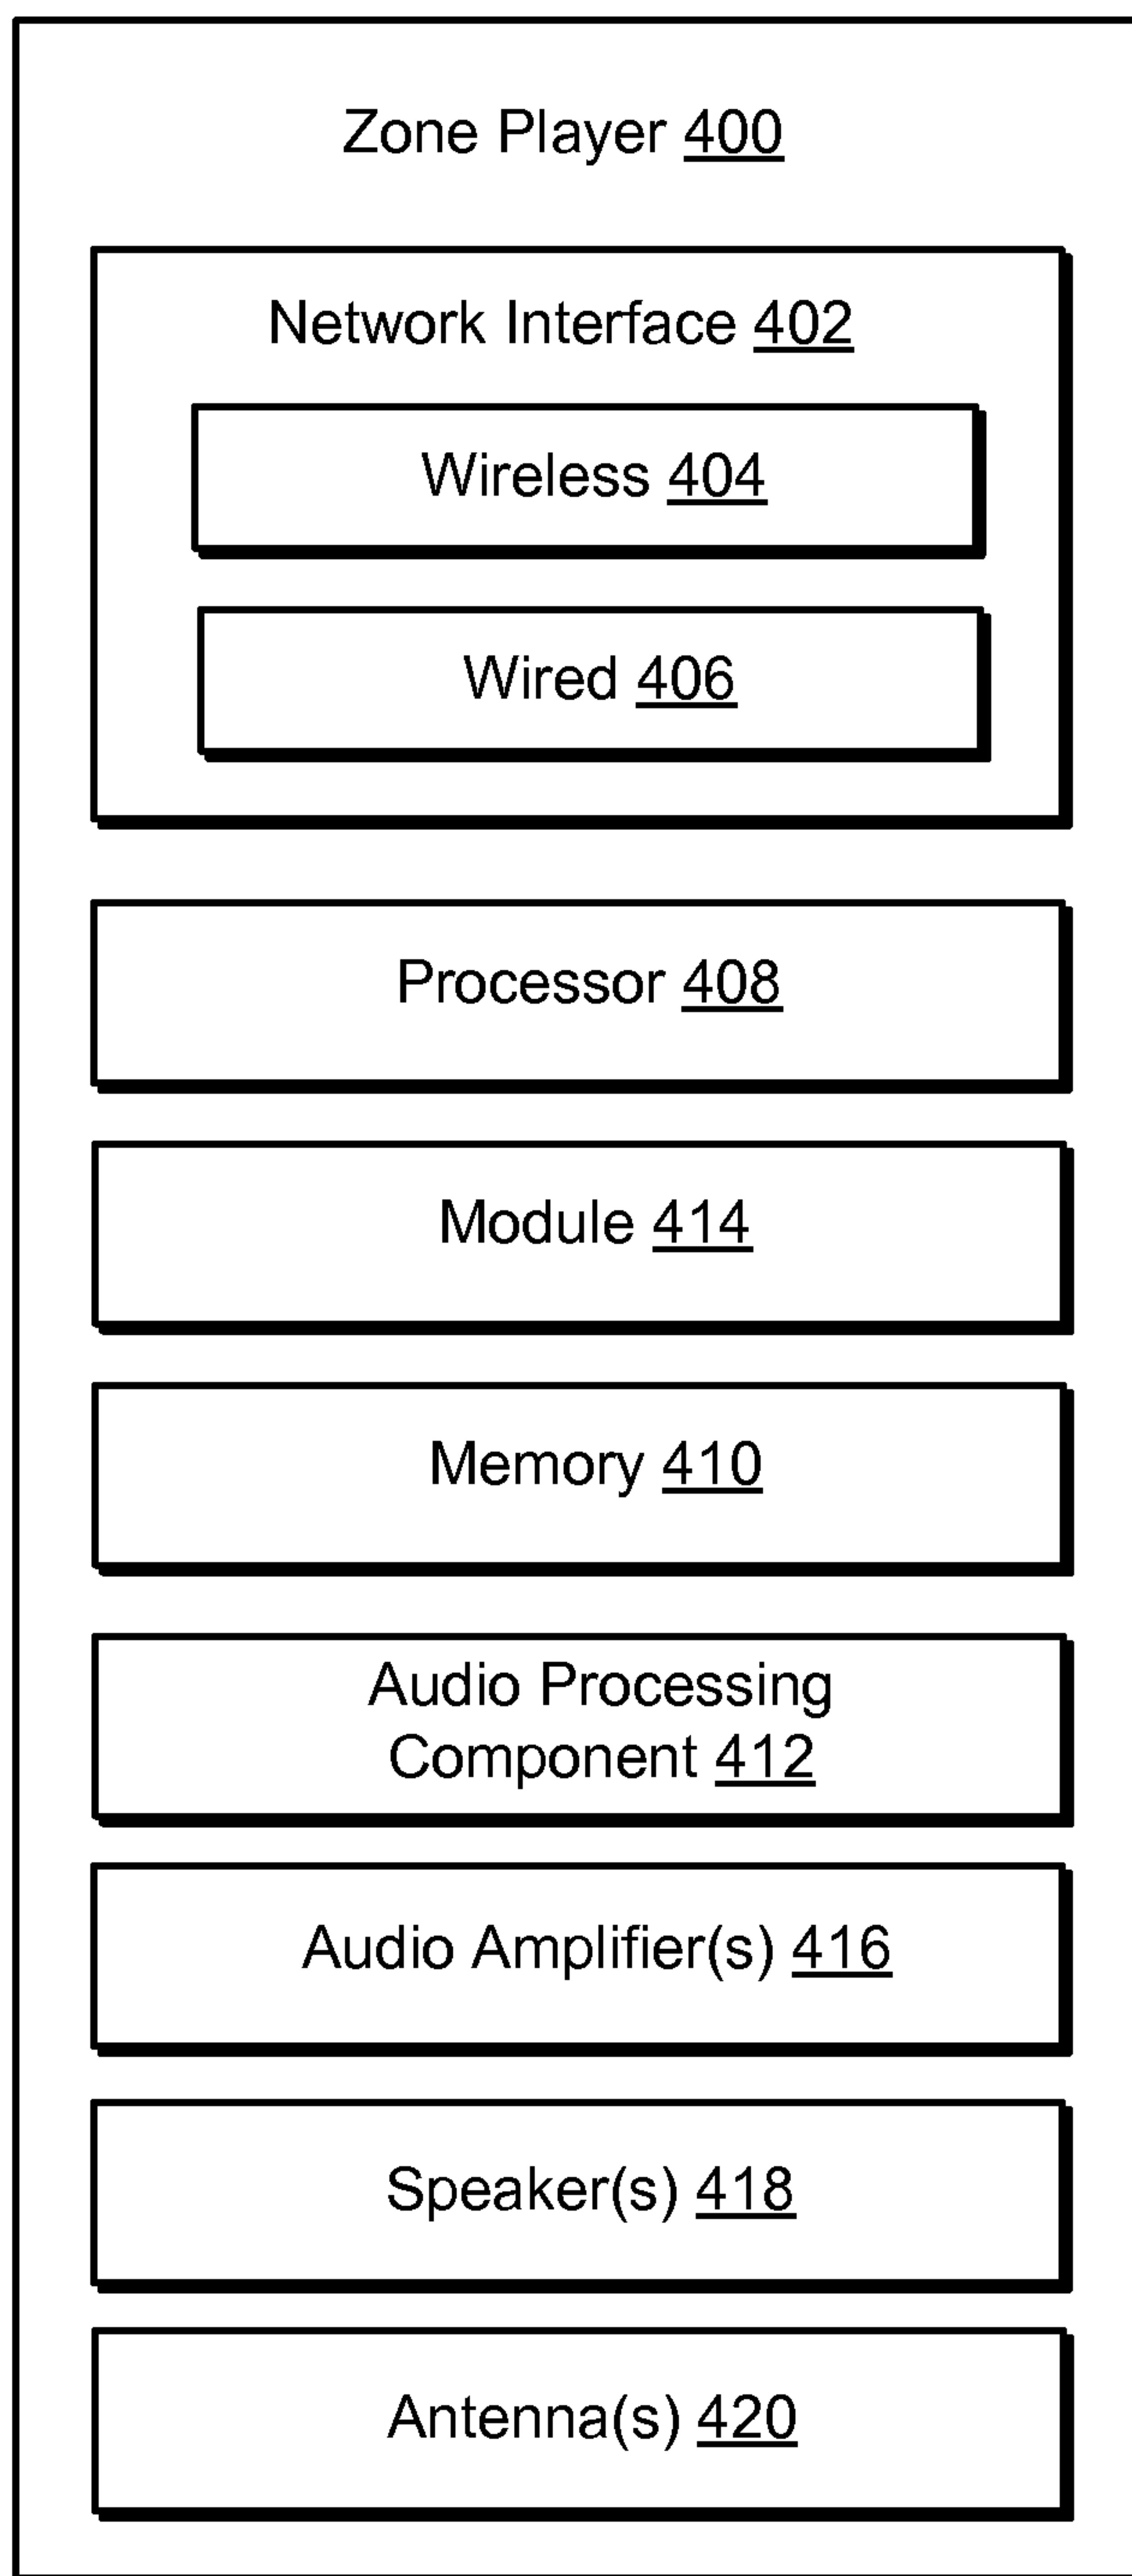 Zone Player 400
Network Interface 402
Wireless 404
Wired 406
Processor 408
Module 414
Memory 410
Audio Processing
Component 412
Audio Amplifier(s) 416
Speaker(s) 418
Antenna(s) 420